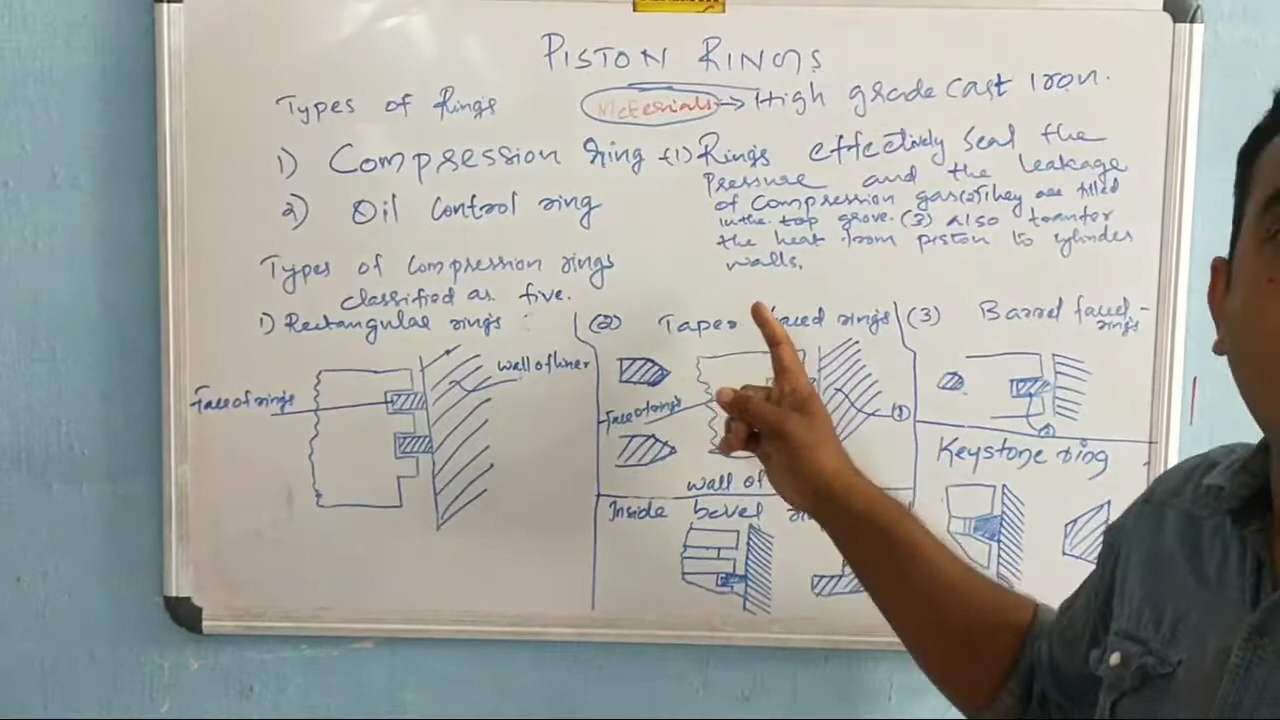 PISTON RINGS
Types of Rings
Materials → High grade cast Iron.
1) Compression ring → (1) Rings effectively seal the
Pressure and the leakage
of compression gas (2) They are filled
in the top grove. (3) also transfer
the heat from piston to cylinder
walls.
2) Oil control ring
Types of compression rings
classified as five.
1) Rectangular rings :
wall of liner
Face of rings
(2) Taper faced rings
Face of rings
(1)
wall of
(3) Barrel faced
rings
Inside bevel
Keystone ring